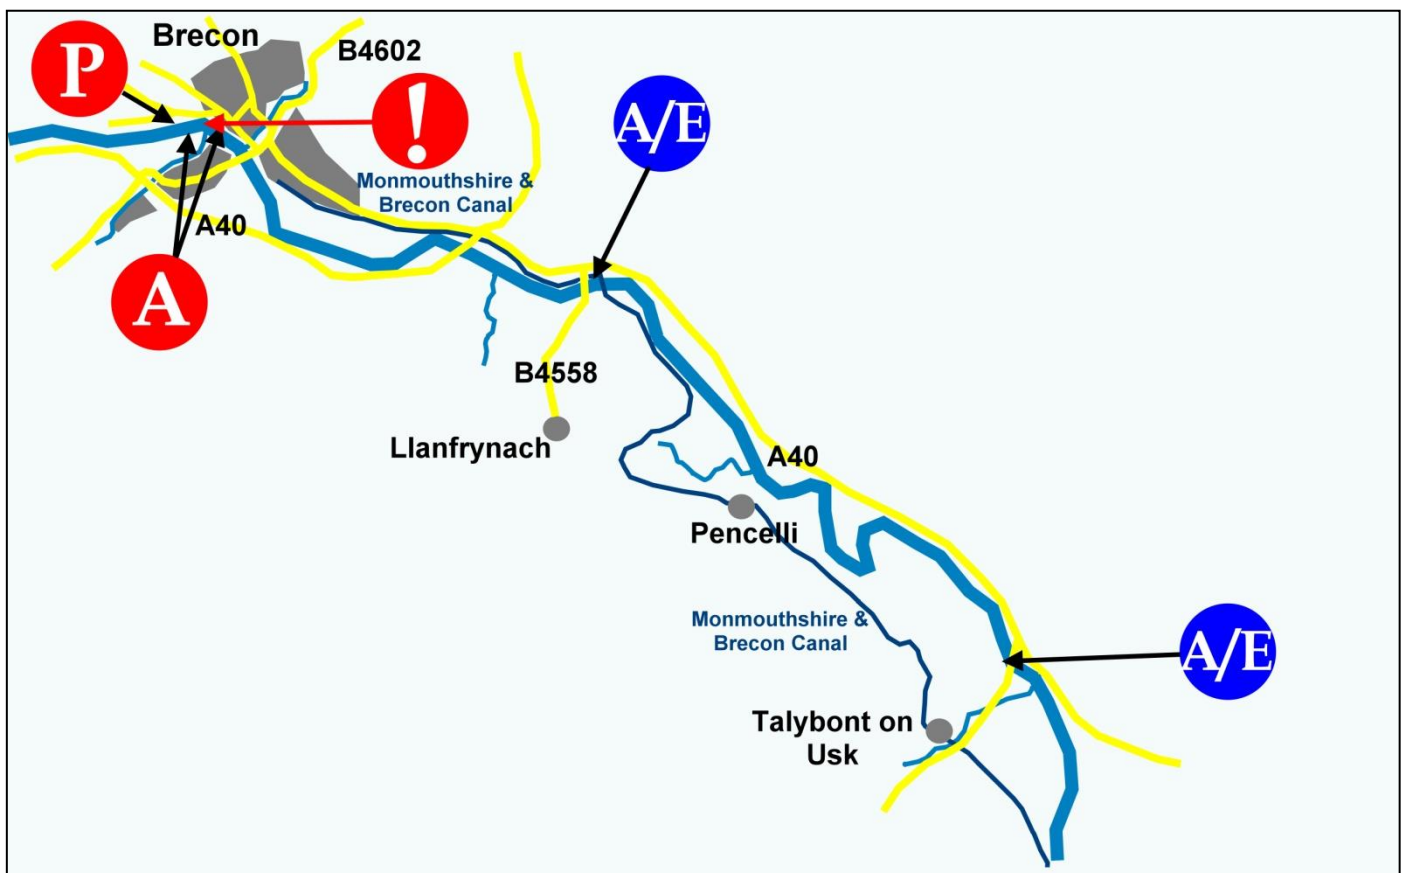 Brecon
B4602
P
!
A/E
Monmouthshire &
Brecon Canal
A40
A
B4558
Llanfrynach
A40
Pencelli
Monmouthshire &
Brecon Canal
A/E
Talybont on
Usk